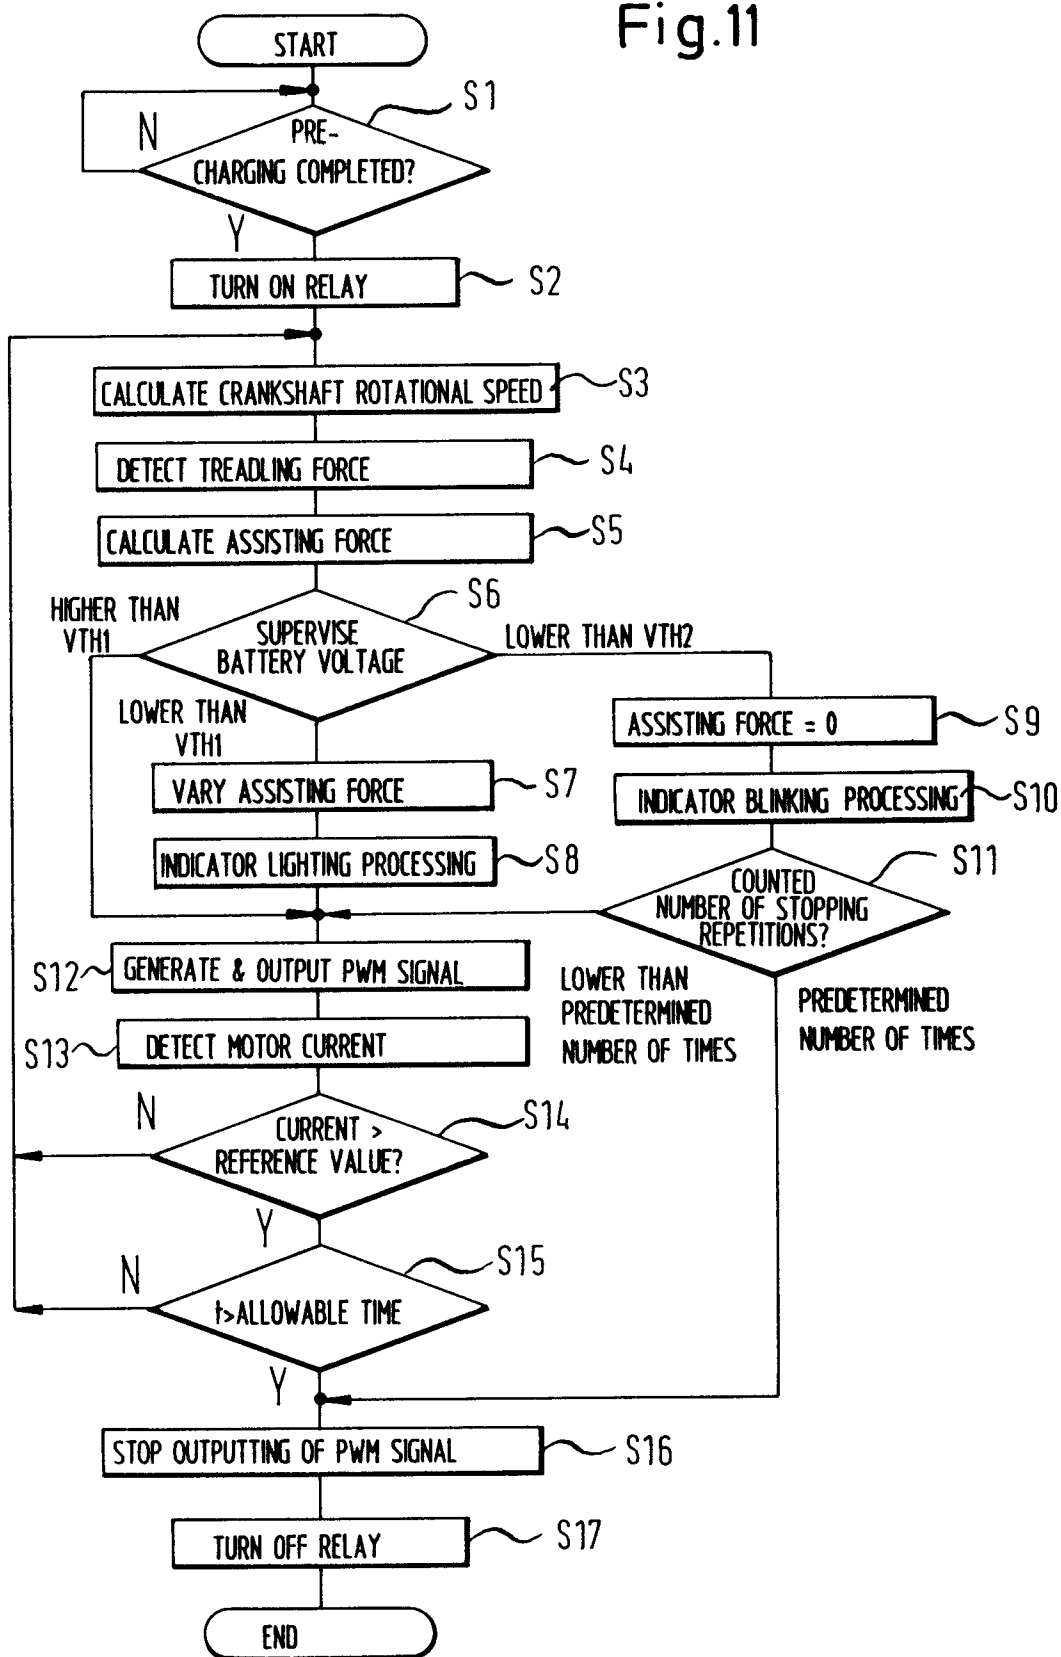 Fig.11
START
S1
N
PRE-
CHARGING COMPLETED?
Y
TURN ON RELAY
S2
CALCULATE CRANKSHAFT ROTATIONAL SPEED
S3
DETECT TREADLING FORCE
S4
CALCULATE ASSISTING FORCE
S5
S6
HIGHER THAN
VTH1
SUPERVISE
BATTERY VOLTAGE
LOWER THAN VTH2
LOWER THAN
VTH1
ASSISTING FORCE = 0
S9
VARY ASSISTING FORCE
S7
INDICATOR BLINKING PROCESSING
S10
INDICATOR LIGHTING PROCESSING
S8
S11
COUNTED
NUMBER OF STOPPING
REPETITIONS?
S12
GENERATE & OUTPUT PWM SIGNAL
LOWER THAN
PREDETERMINED
NUMBER OF TIMES
PREDETERMINED
NUMBER OF TIMES
S13
DETECT MOTOR CURRENT
N
S14
CURRENT >
REFERENCE VALUE?
Y
N
S15
t>ALLOWABLE TIME
Y
STOP OUTPUTTING OF PWM SIGNAL
S16
TURN OFF RELAY
S17
END